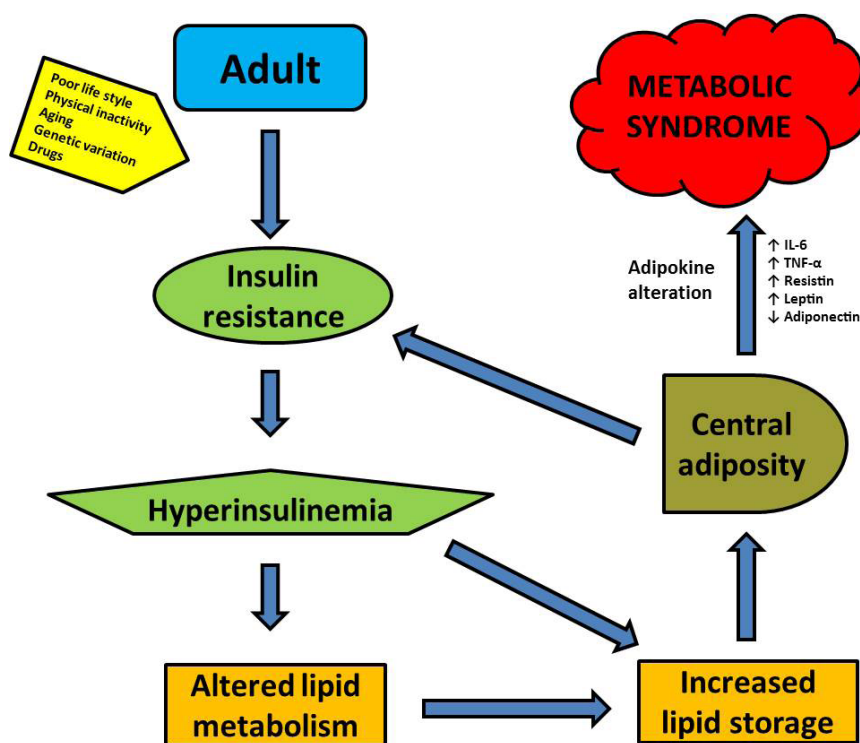 Adult
Poor life style
Physical inactivity
Aging
Genetic variation
Drugs
METABOLIC
SYNDROME
Insulin
resistance
Adipokine
alteration
↑ IL-6
↑ TNF-α
↑ Resistin
↑ Leptin
↓ Adiponectin
Central
adiposity
Hyperinsulinemia
Altered lipid
metabolism
Increased
lipid storage